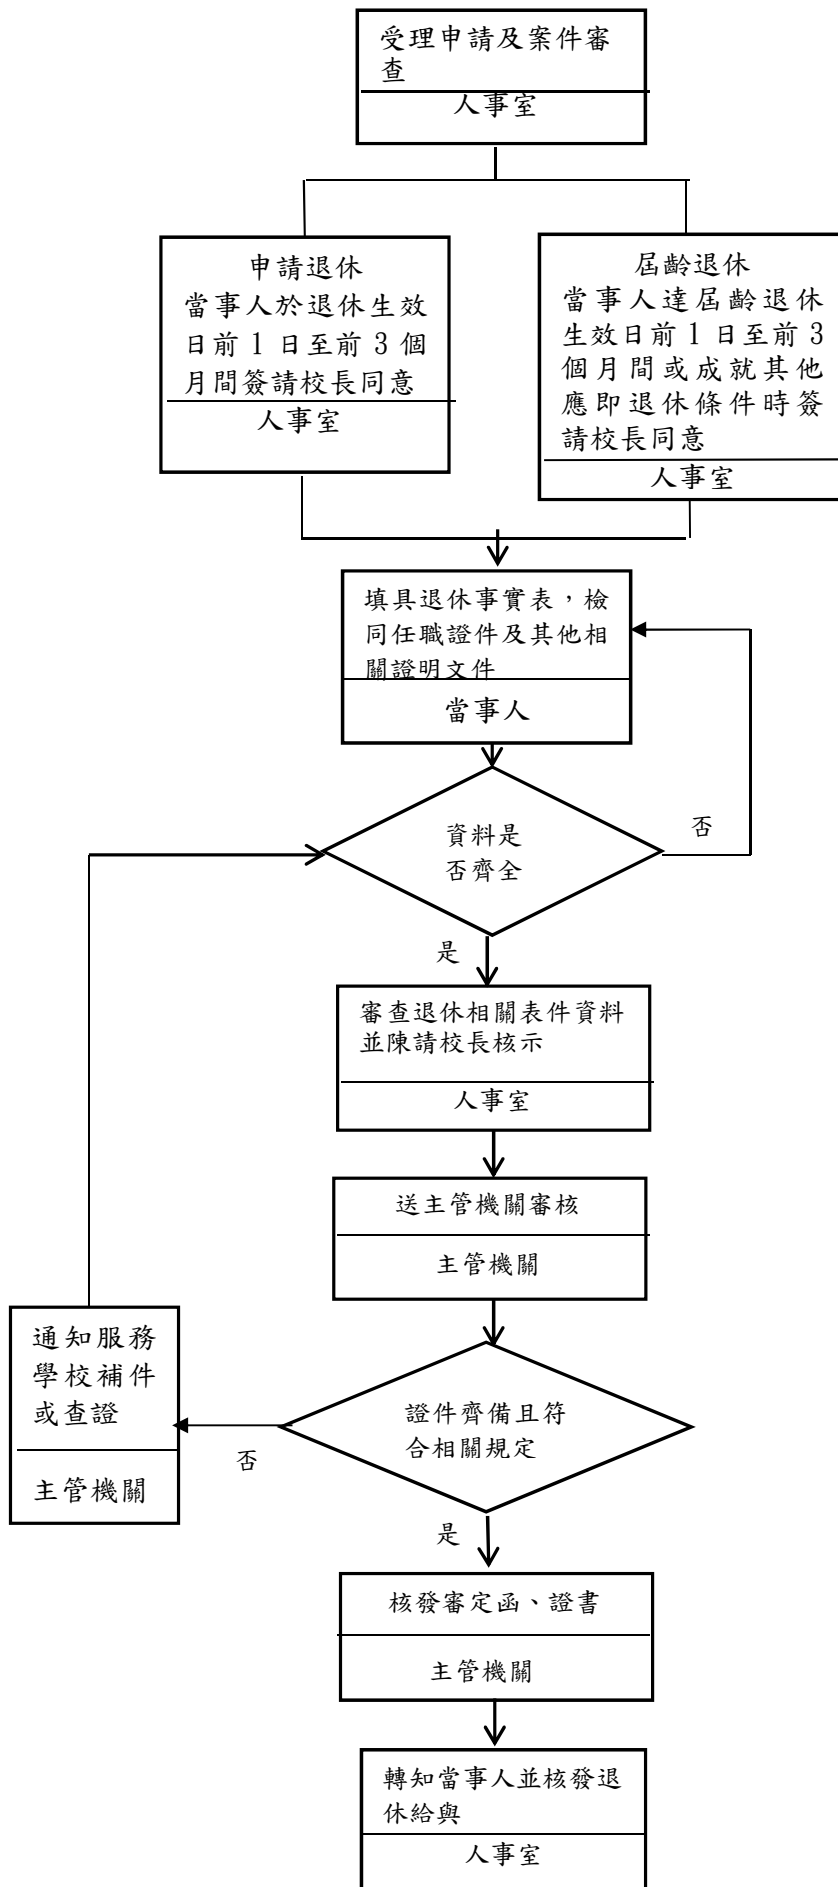 受理申請及案件審
查
人事室
申請退休
當事人於退休生效
日前 1 日至前 3 個
月間簽請校長同意
人事室
屆齡退休
當事人達屆齡退休
生效日前 1 日至前 3
個月間或成就其他
應即退休條件時簽
請校長同意
人事室
填具退休事實表，檢
同任職證件及其他相
關證明文件
當事人
資料是
否齊全
否
是
審查退休相關表件資料
並陳請校長核示
人事室
送主管機關審核
主管機關
通知服務
學校補件
或查證
主管機關
證件齊備且符
合相關規定
否
是
核發審定函、證書
主管機關
轉知當事人並核發退
休給與
人事室